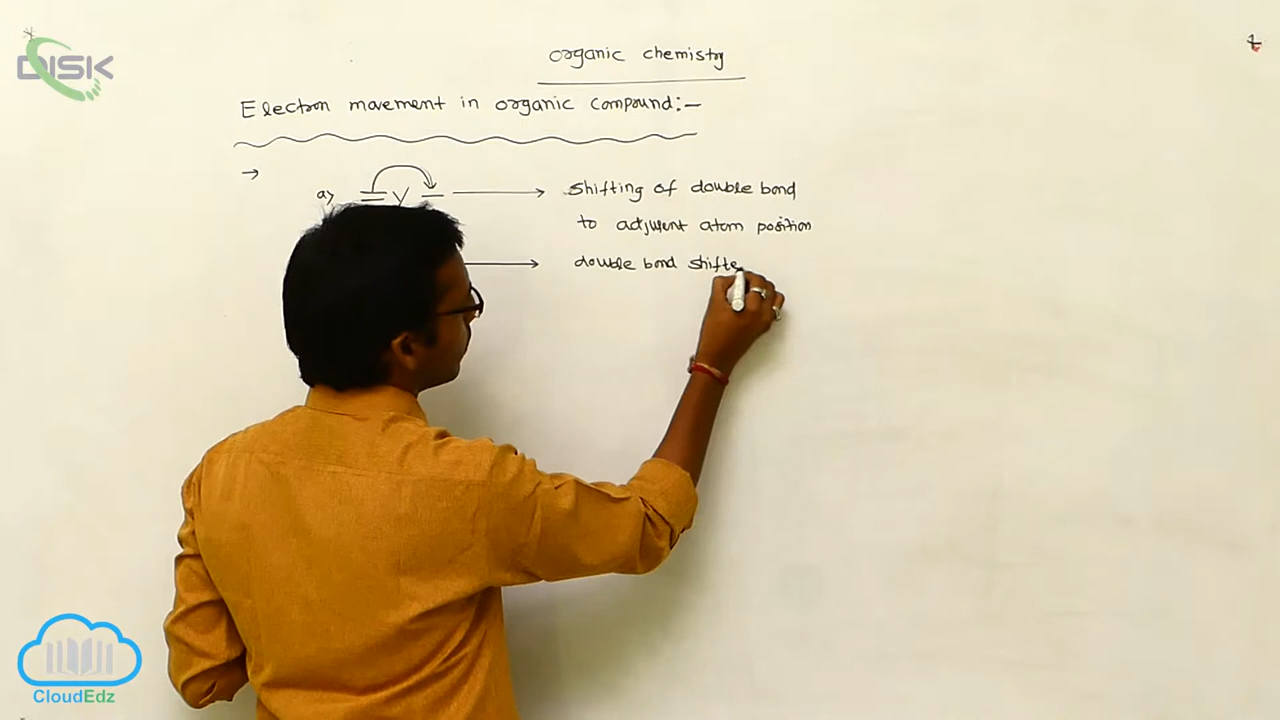 DISK
organic chemistry
Electron movement in organic compound:-
→
a) = Y - → Shifting of double bond
to adjuent atom position
→ double bond shifte
CloudEdz